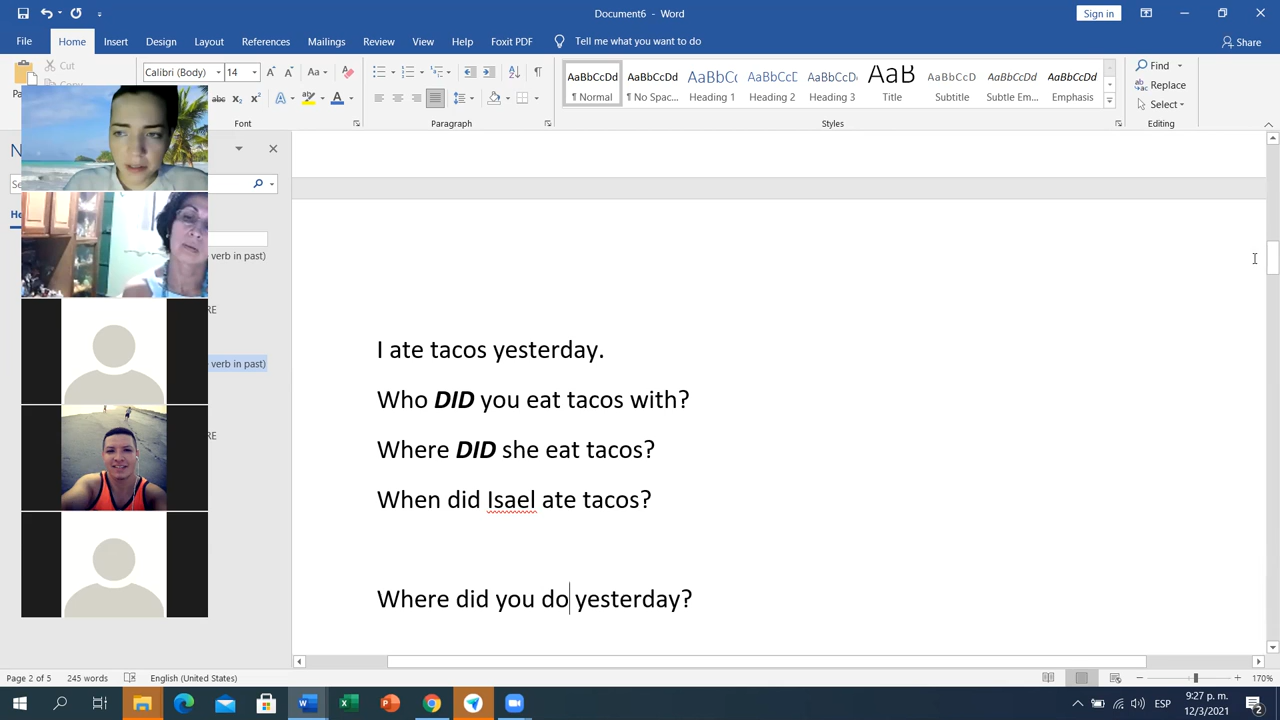 Document6 - Word
Sign in
File Home Insert Design Layout References Mailings Review View Help Foxit PDF Tell me what you want to do Share
Cut
Calibri (Body) 14 Aa
Find
Replace
Select
AaBbCcDd AaBbCcDd AaBbCc AaBbCcD AaBbCcD AaB AaBbCcD AaBbCcDd AaBbCcDd
¶ Normal ¶ No Spac... Heading 1 Heading 2 Heading 3 Title Subtitle Subtle Em... Emphasis
Font Paragraph Styles Editing
verb in past)
RE
verb in past)
RE
I ate tacos yesterday.
Who DID you eat tacos with?
Where DID she eat tacos?
When did Isael ate tacos?
Where did you do yesterday?
Page 2 of 5 245 words English (United States) 170%
ESP 9:27 p. m. 12/3/2021 2